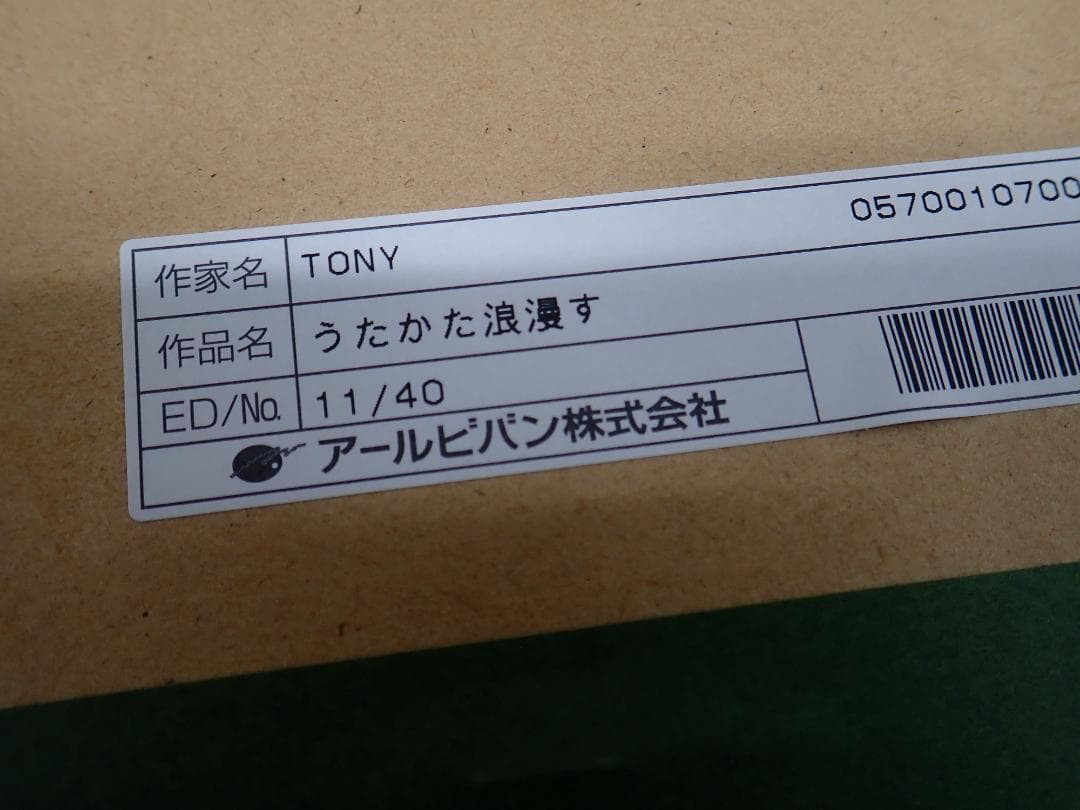 作家名 TONY 0570010700
作品名 うたかた浪漫す
ED/No. 11/40
アールビバン株式会社